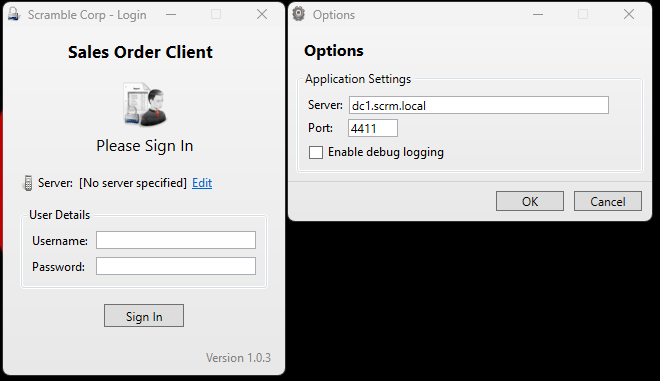 Scramble Corp - Login
Sales Order Client
Please Sign In
Server: [No server specified] Edit
User Details
Username:
Password:
Sign In
Version 1.0.3
Options
Options
Application Settings
Server: dc1.scrm.local
Port: 4411
Enable debug logging
OK Cancel